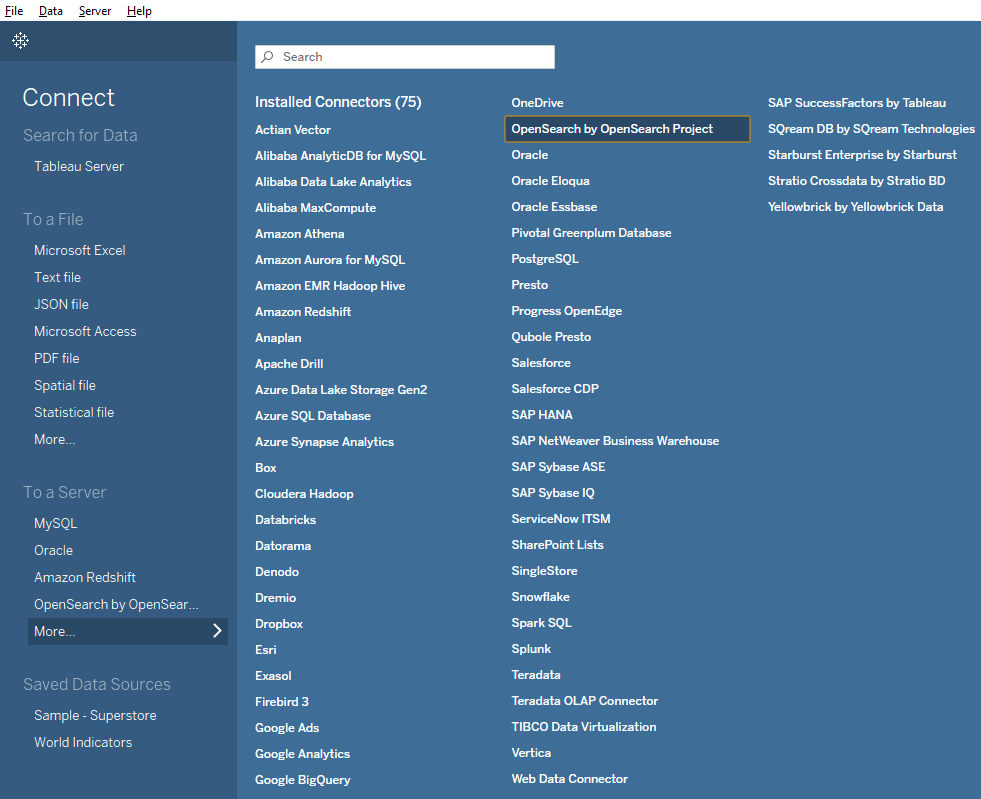 File Data Server Help
Connect
Search for Data
Tableau Server
To a File
Microsoft Excel
Text file
JSON file
Microsoft Access
PDF file
Spatial file
Statistical file
More...
To a Server
MySQL
Oracle
Amazon Redshift
OpenSearch by OpenSear...
More...
Saved Data Sources
Sample - Superstore
World Indicators
Search
Installed Connectors (75)
Actian Vector
Alibaba AnalyticDB for MySQL
Alibaba Data Lake Analytics
Alibaba MaxCompute
Amazon Athena
Amazon Aurora for MySQL
Amazon EMR Hadoop Hive
Amazon Redshift
Anaplan
Apache Drill
Azure Data Lake Storage Gen2
Azure SQL Database
Azure Synapse Analytics
Box
Cloudera Hadoop
Databricks
Datorama
Denodo
Dremio
Dropbox
Esri
Exasol
Firebird 3
Google Ads
Google Analytics
Google BigQuery
OneDrive
OpenSearch by OpenSearch Project
Oracle
Oracle Eloqua
Oracle Essbase
Pivotal Greenplum Database
PostgreSQL
Presto
Progress OpenEdge
Qubole Presto
Salesforce
Salesforce CDP
SAP HANA
SAP NetWeaver Business Warehouse
SAP Sybase ASE
SAP Sybase IQ
ServiceNow ITSM
SharePoint Lists
SingleStore
Snowflake
Spark SQL
Splunk
Teradata
Teradata OLAP Connector
TIBCO Data Virtualization
Vertica
Web Data Connector
SAP SuccessFactors by Tableau
SQream DB by SQream Technologies
Starburst Enterprise by Starburst
Stratio Crossdata by Stratio BD
Yellowbrick by Yellowbrick Data